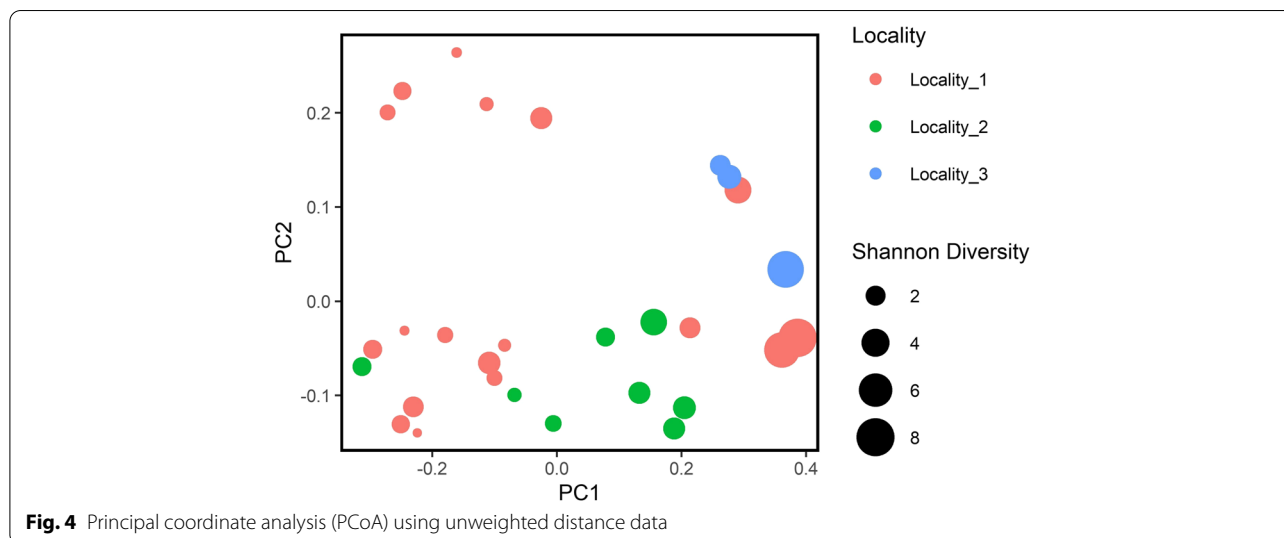 Locality
Locality_1
Locality_2
Locality_3
Shannon Diversity
2
4
6
8
PC2
0.2
0.1
0.0
-0.1
-0.2
0.0
0.2
0.4
PC1
Fig. 4 Principal coordinate analysis (PCoA) using unweighted distance data